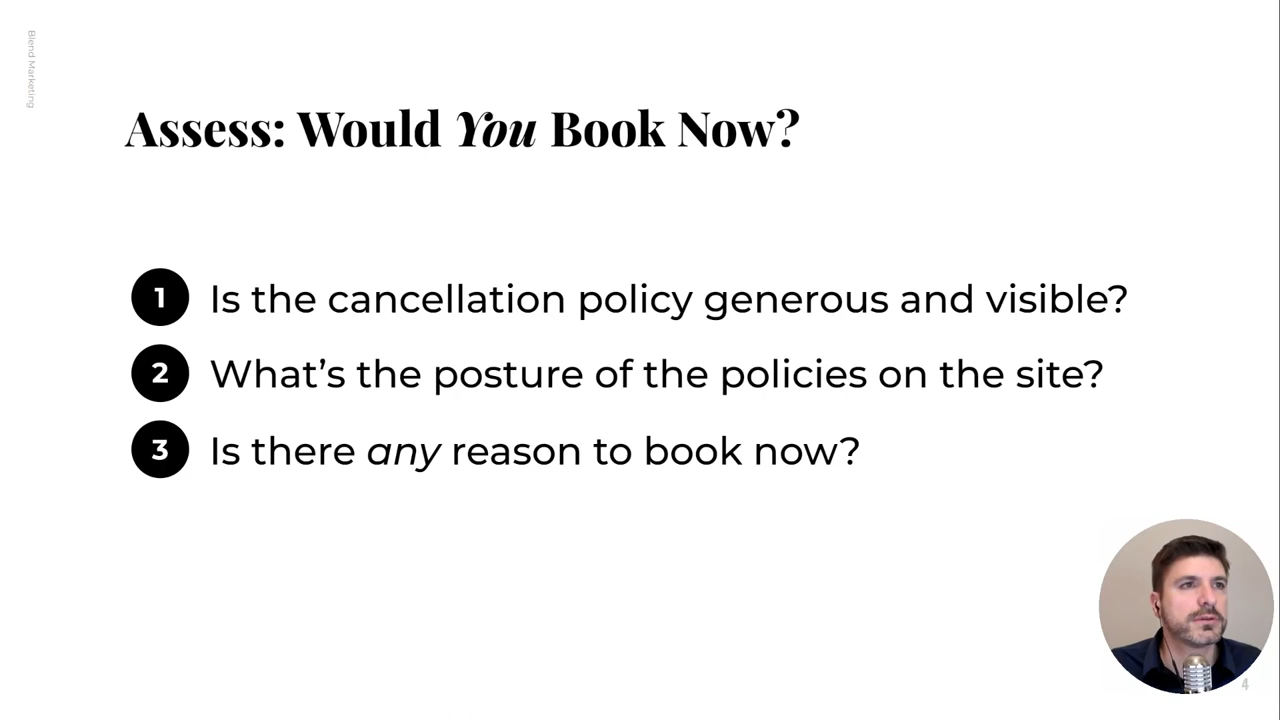 Blend Marketing
Assess: Would You Book Now?
1 Is the cancellation policy generous and visible?
2 What’s the posture of the policies on the site?
3 Is there any reason to book now?
4